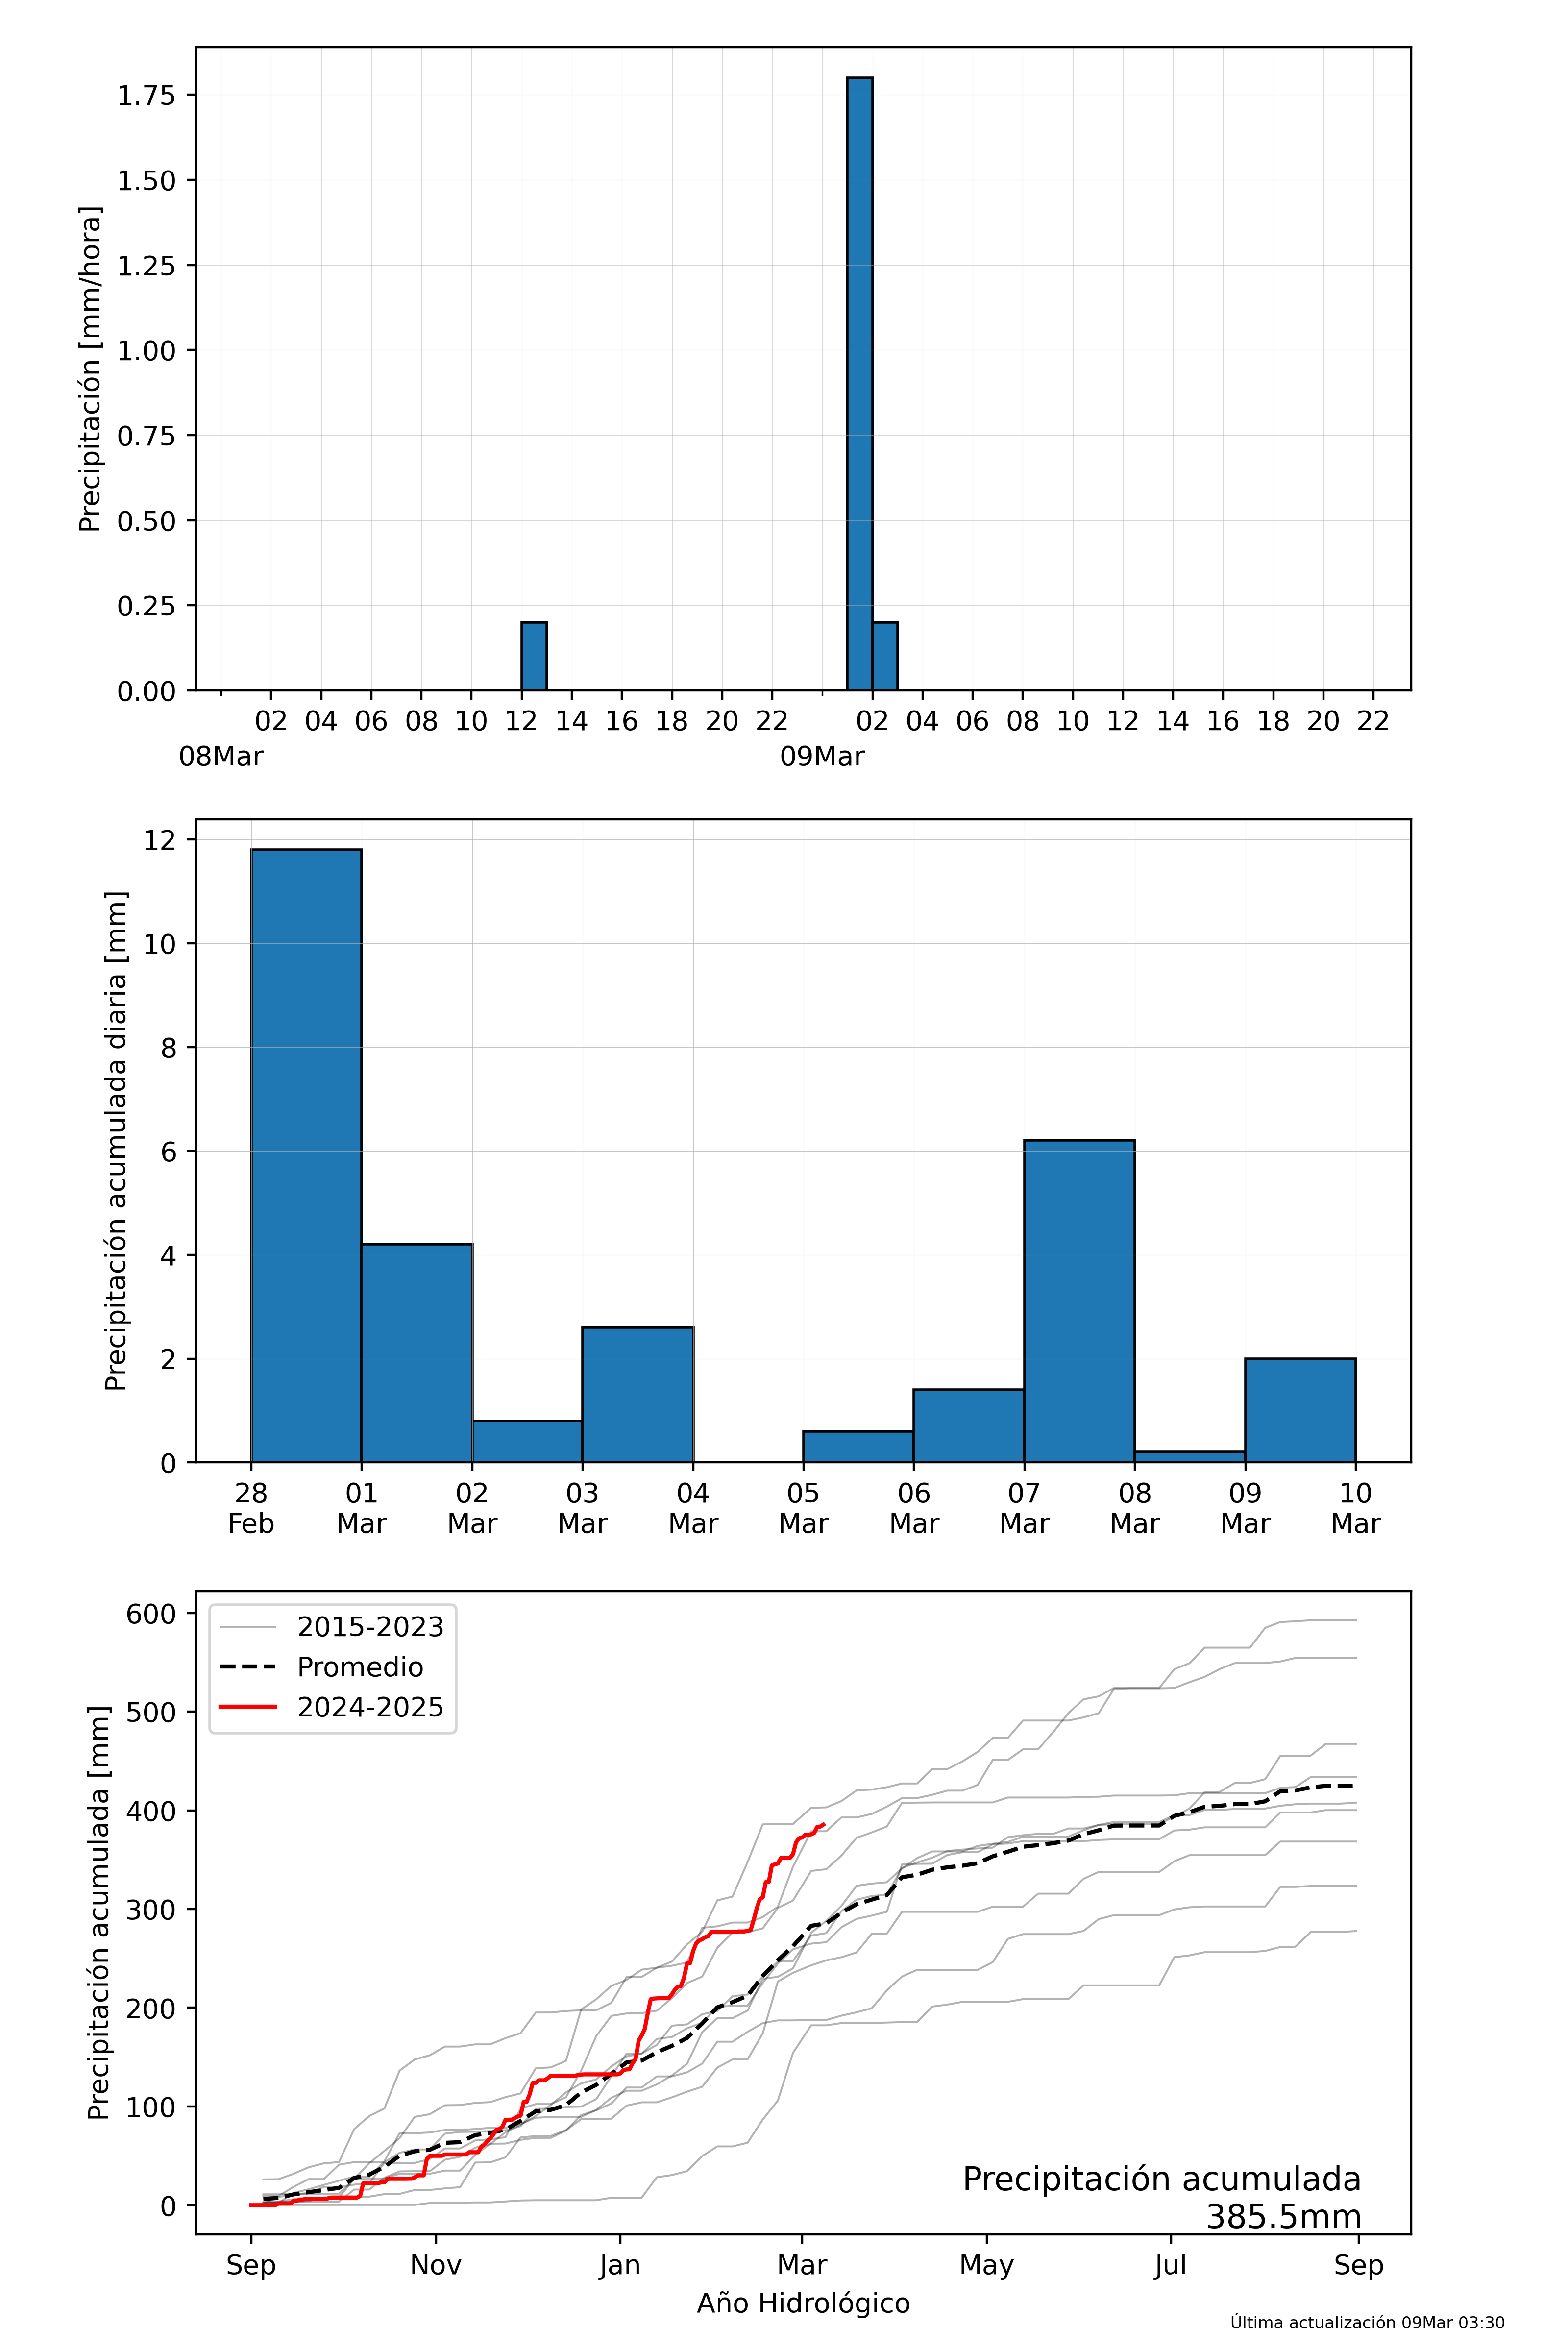 Precipitación [mm/hora]
1.75
1.50
1.25
1.00
0.75
0.50
0.25
0.00
02 04 06 08 10 12 14 16 18 20 22 02 04 06 08 10 12 14 16 18 20 22
08Mar 09Mar
Precipitación acumulada diaria [mm]
12
10
8
6
4
2
0
28 01 02 03 04 05 06 07 08 09 10
Feb Mar Mar Mar Mar Mar Mar Mar Mar Mar Mar
Precipitación acumulada [mm]
600
500
400
300
200
100
0
2015-2023
Promedio
2024-2025
Precipitación acumulada
385.5mm
Sep Nov Jan Mar May Jul Sep
Año Hidrológico
Última actualización 09Mar 03:30